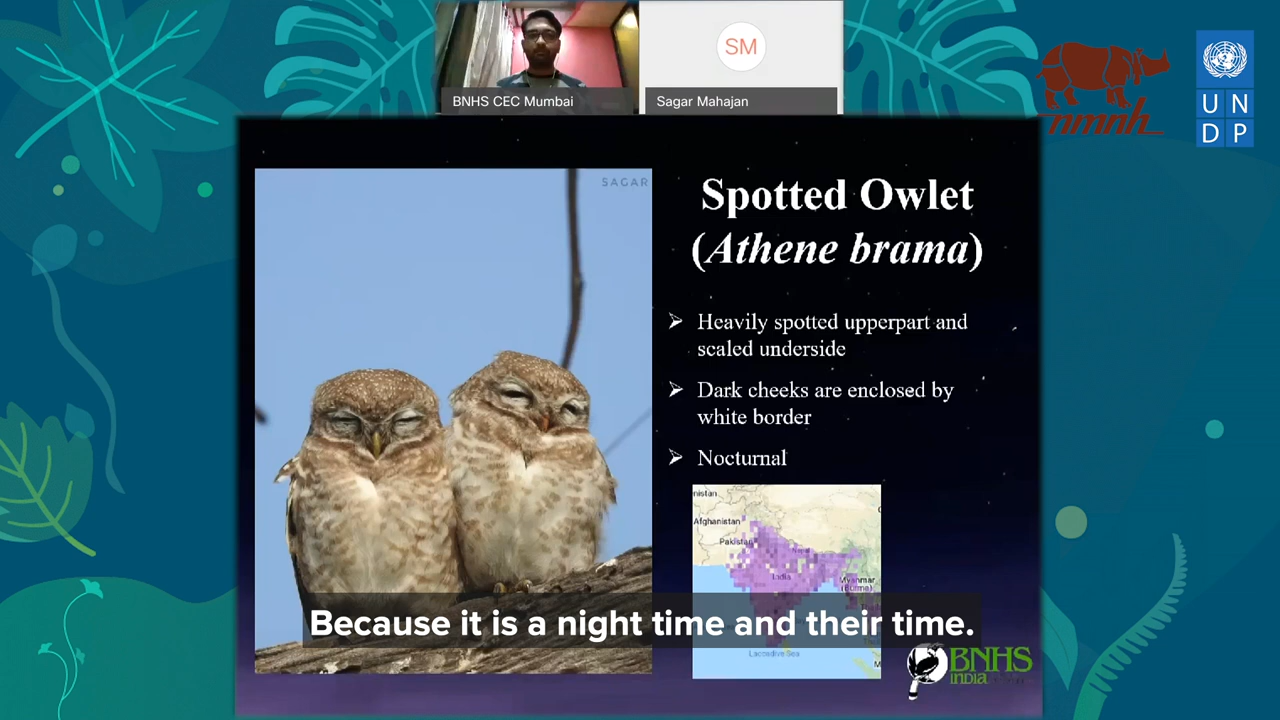 BNHS CEC Mumbai
SM
Sagar Mahajan
nmnh
U N
D P
SAGAR
Spotted Owlet
(Athene brama)
➢ Heavily spotted upperpart and
scaled underside
➢ Dark cheeks are enclosed by
white border
➢ Nocturnal
nistan
Afghanistan
Pakistan
Nepal
India
Myanmar
(Burma)
Laccadive Sea
Because it is a night time and their time.
BNHS
INDIA